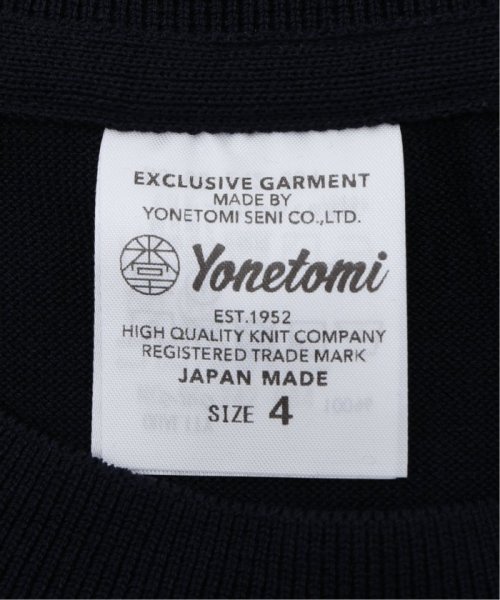 EXCLUSIVE GARMENT
MADE BY
YONETOMI SENI CO.,LTD.
Yonetomi
EST.1952
HIGH QUALITY KNIT COMPANY
REGISTERED TRADE MARK
JAPAN MADE
SIZE 4